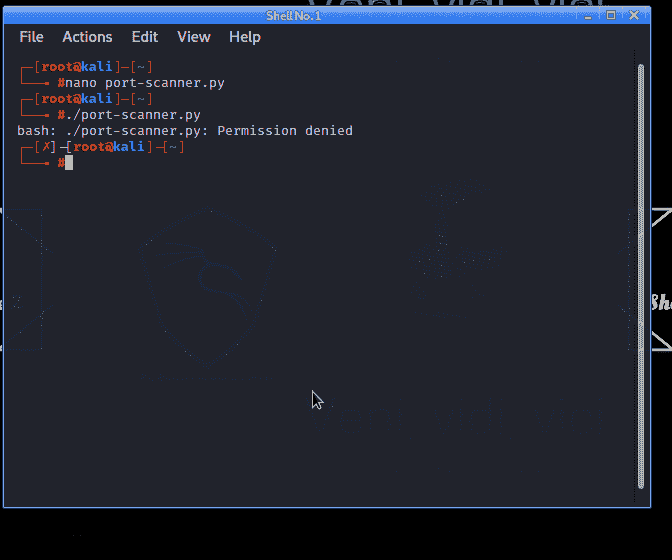 Shell No. 1
File Actions Edit View Help
┌─[root@kali]─[~]
└──╼ #nano port-scanner.py
┌─[root@kali]─[~]
└──╼ #./port-scanner.py
bash: ./port-scanner.py: Permission denied
┌─[✗]─[root@kali]─[~]
└──╼ #